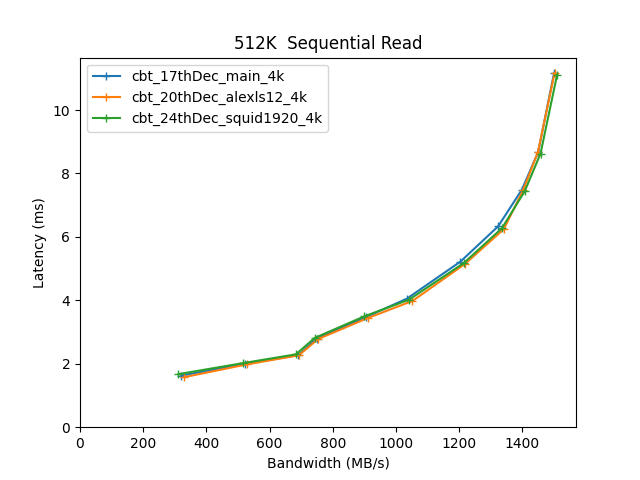 512K  Sequential Read
cbt_17thDec_main_4k
cbt_20thDec_alexls12_4k
cbt_24thDec_squid1920_4k
Latency (ms)
10
8
6
4
2
0
0 200 400 600 800 1000 1200 1400
Bandwidth (MB/s)